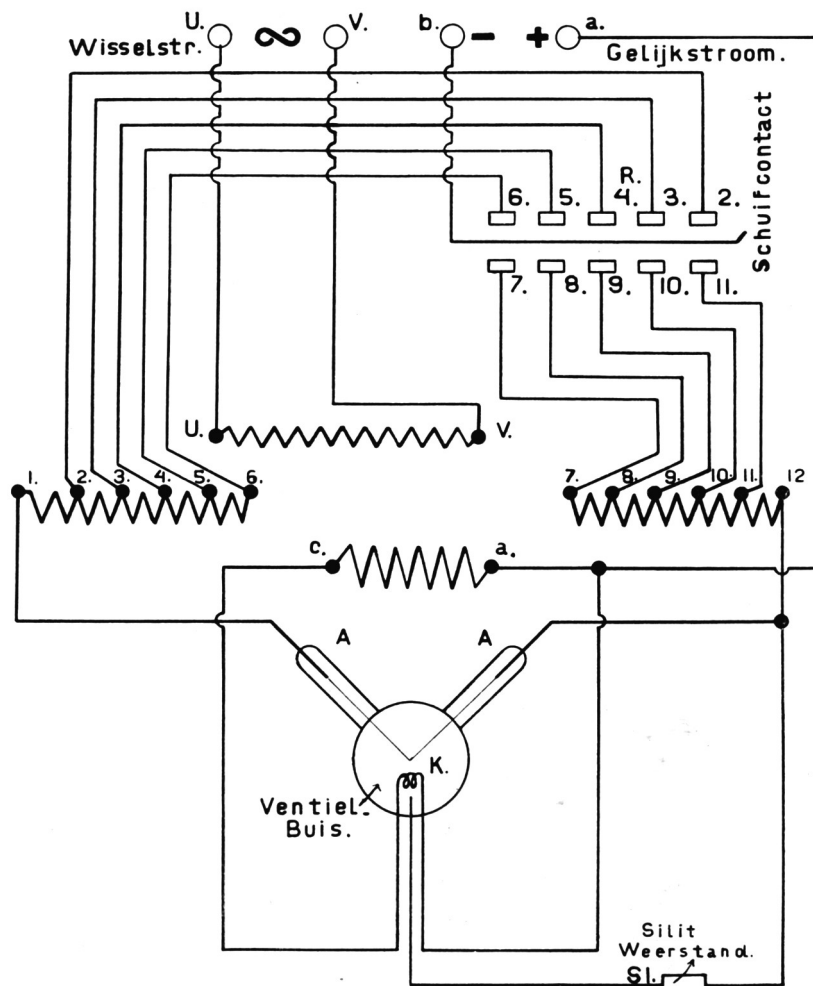 U. ∾ V. b. - + a.
Wisselstr. Gelijkstroom.
Schuifcontact
R.
6. 5. 4. 3. 2.
7. 8. 9. 10. 11.
U. V.
1. 2. 3. 4. 5. 6. 7. 8. 9. 10. 11. 12
c. a.
A A
K.
Ventiel-
Buis.
Silit
Weerstand.
Sl.